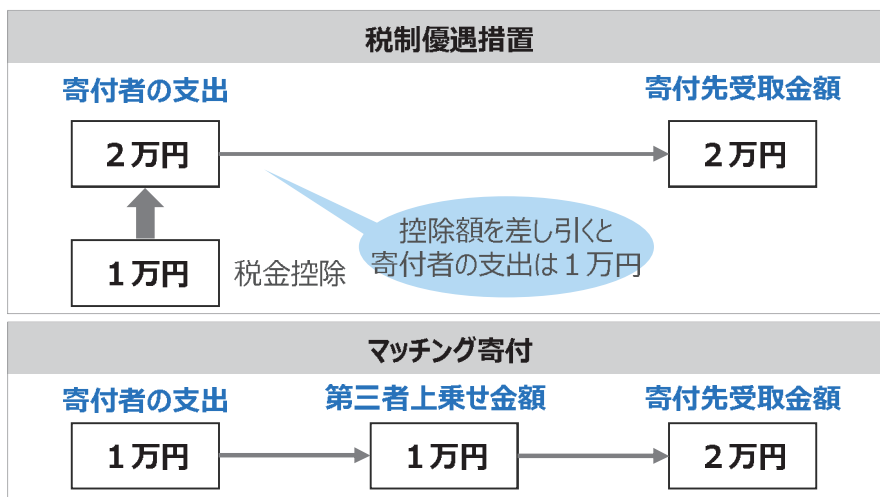 税制優遇措置
寄付者の支出
寄付先受取金額
２万円
２万円
控除額を差し引くと
寄付者の支出は１万円
１万円
税金控除
マッチング寄付
寄付者の支出
第三者上乗せ金額
寄付先受取金額
１万円
１万円
２万円